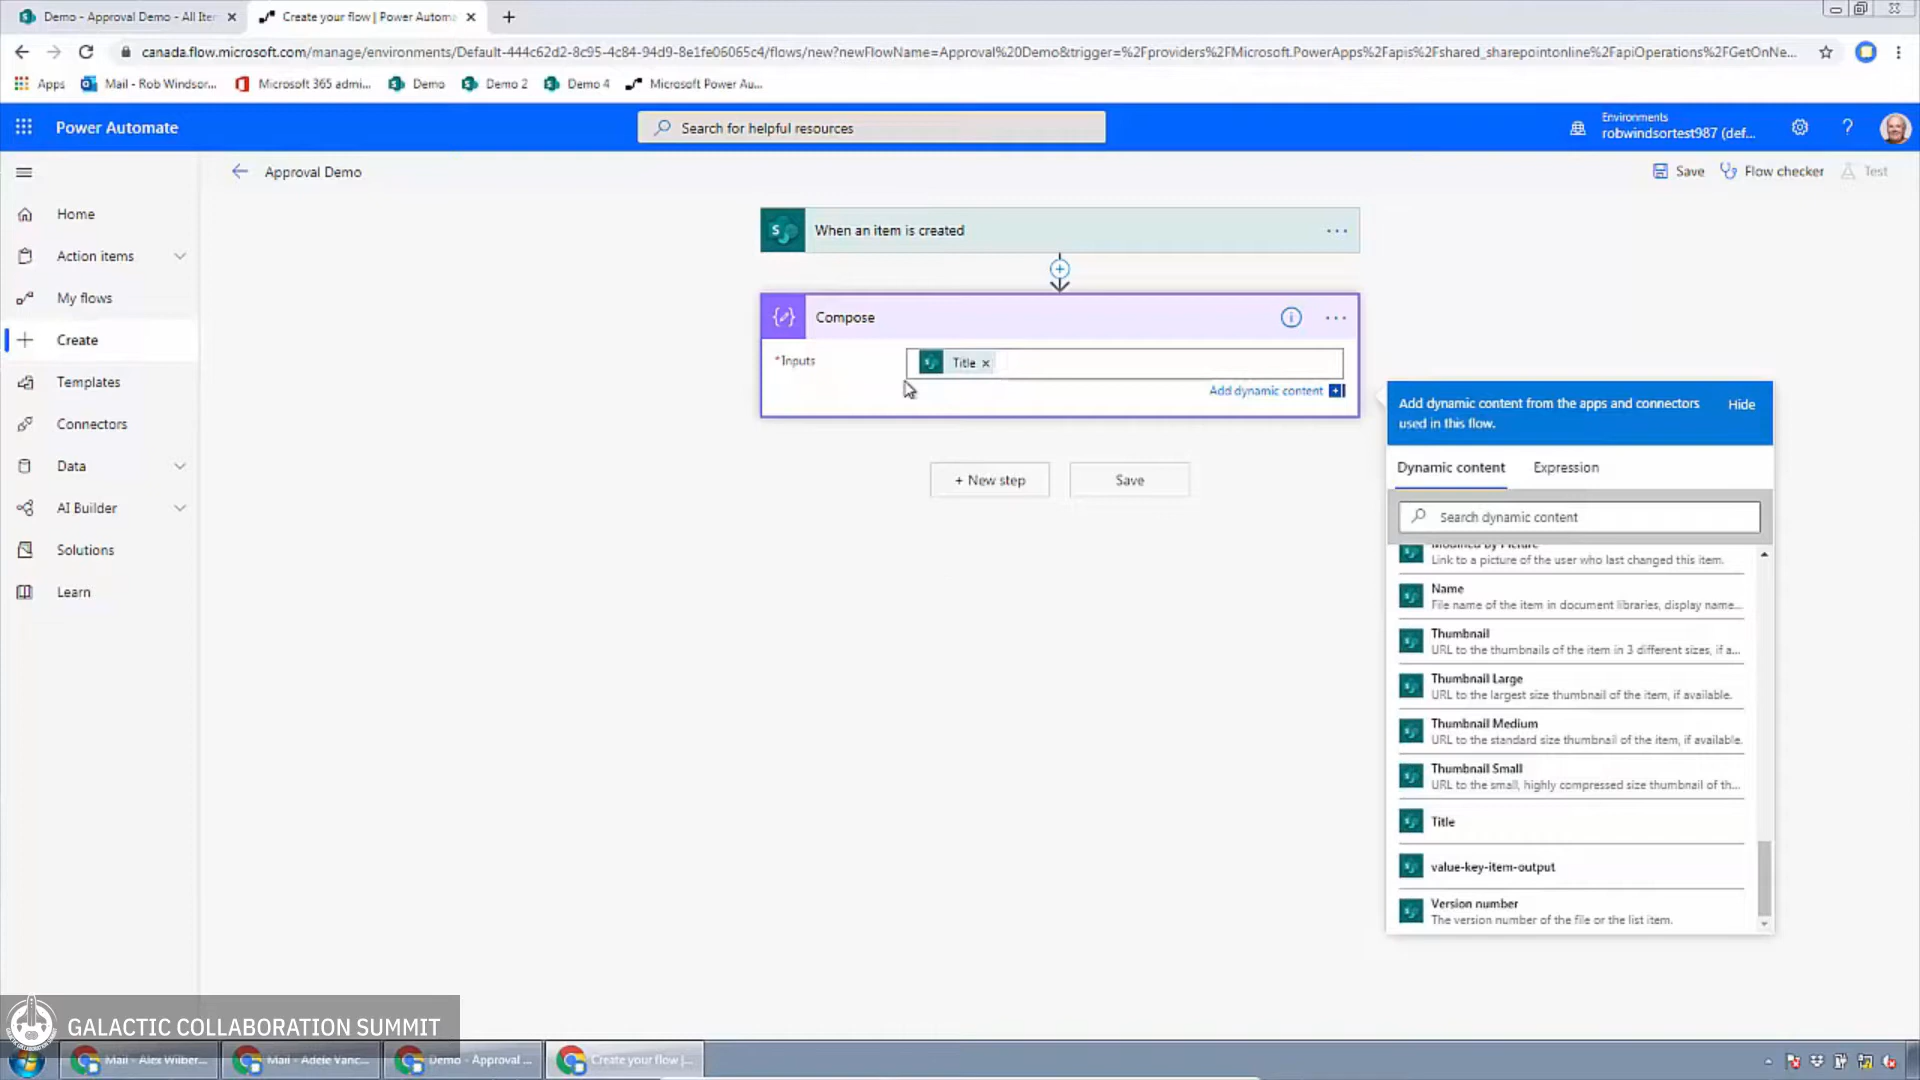 Demo - Approval Demo - All Iter
Create your flow | Power Automa
canada.flow.microsoft.com/manage/environments/Default-444c62d2-8c95-4c84-94d9-8e1fe06065c4/flows/new?newFlowName=Approval%20Demo&trigger=%2Fproviders%2FMicrosoft.PowerApps%2Fapis%2Fshared_sharepointonline%2FapiOperations%2FGetOnNe...
Apps
Mail - Rob Windsor...
Microsoft 365 admi...
Demo
Demo 2
Demo 4
Microsoft Power Au...
Power Automate
Search for helpful resources
Environments
robwindsortest987 (def...
Approval Demo
Save
Flow checker
Test
Home
Action items
My flows
Create
Templates
Connectors
Data
AI Builder
Solutions
Learn
When an item is created
Compose
*Inputs
Title
Add dynamic content
+ New step
Save
Add dynamic content from the apps and connectors
used in this flow.
Hide
Dynamic content
Expression
Search dynamic content
Modified By Picture
Link to a picture of the user who last changed this item.
Name
File name of the item in document libraries, display name...
Thumbnail
URL to the thumbnails of the item in 3 different sizes, if a...
Thumbnail Large
URL to the largest size thumbnail of the item, if available.
Thumbnail Medium
URL to the standard size thumbnail of the item, if available.
Thumbnail Small
URL to the small, highly compressed size thumbnail of th...
Title
value-key-item-output
Version number
The version number of the file or the list item.
GALACTIC COLLABORATION SUMMIT
Mail - Alex Wilber...
Mail - Adele Vanc...
Demo - Approval ...
Create your flow |...